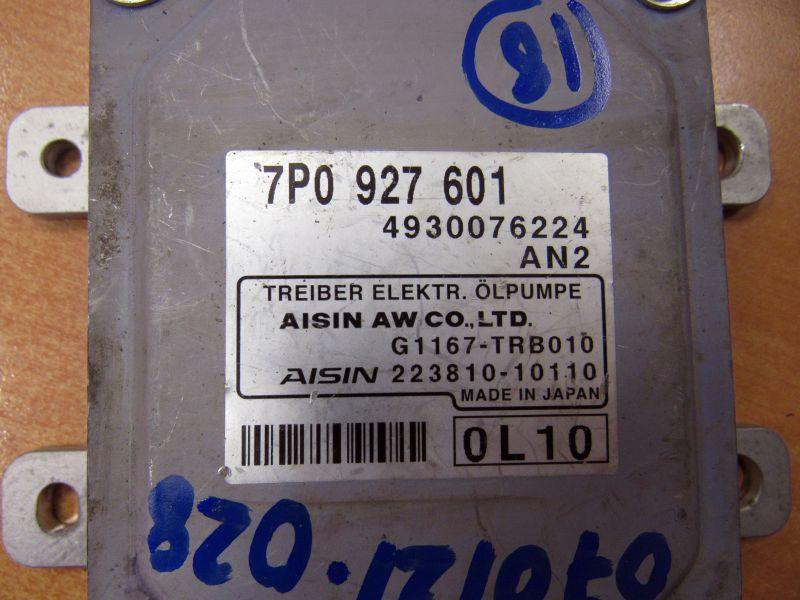 18
7P0 927 601
4930076224
AN2
TREIBER ELEKTR. ÖLPUMPE
AISIN AW CO.,LTD.
G1167-TRB010
AISIN 223810-10110
MADE IN JAPAN
0L10